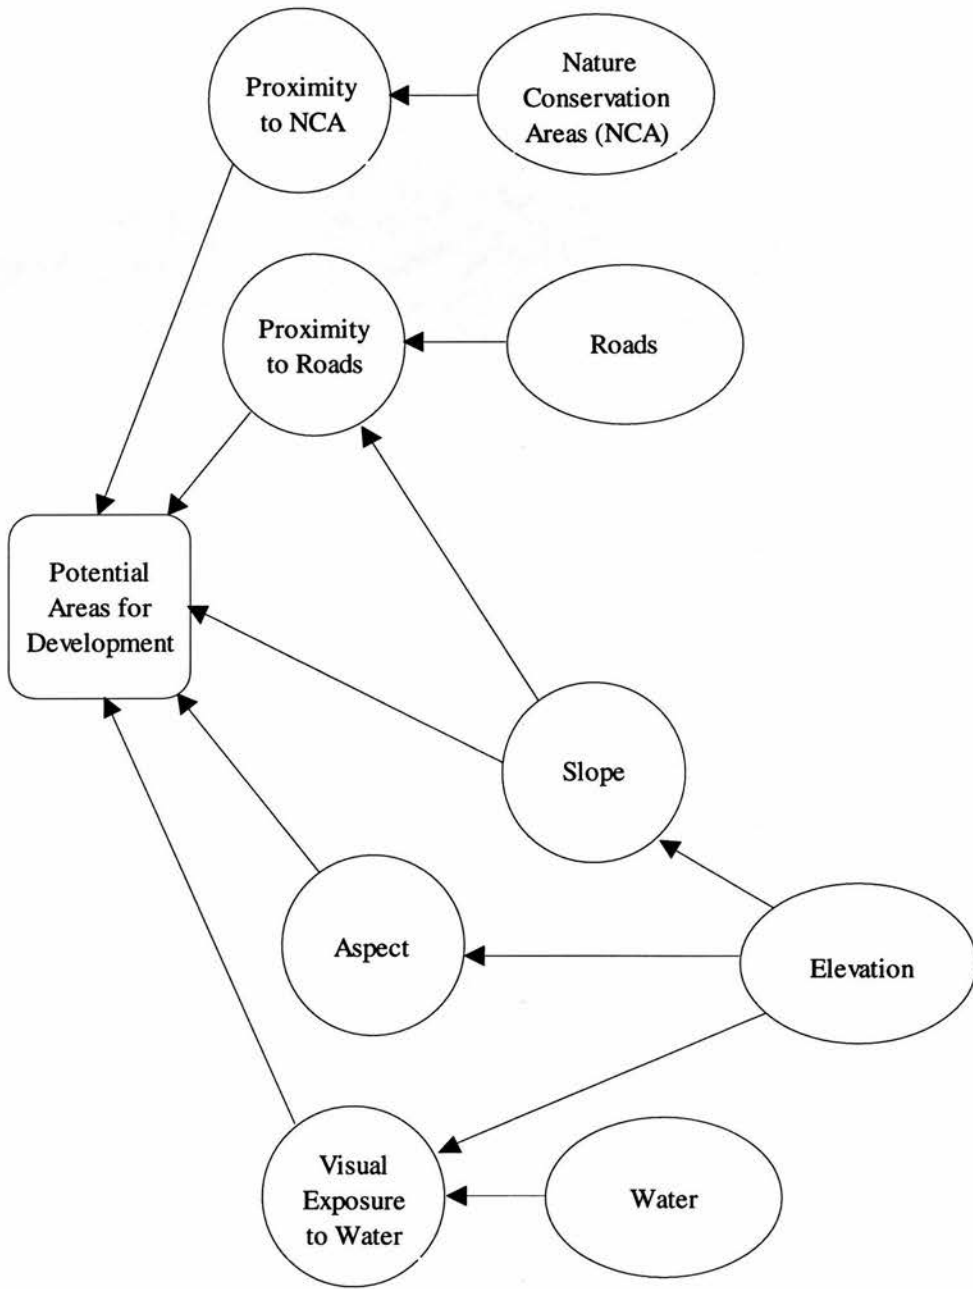 Proximity
to NCA
Nature
Conservation
Areas (NCA)
Proximity
to Roads
Roads
Potential
Areas for
Development
Slope
Aspect
Elevation
Visual
Exposure
to Water
Water